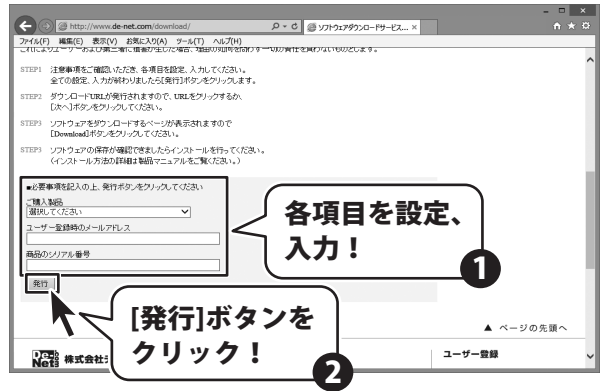 http://www.de-net.com/download/
ソフトウェアダウンロードサービス... ×
ファイル(F) 編集(E) 表示(V) お気に入り(A) ツール(T) ヘルプ(H)
STEP1 注意事項をご確認いただき、各項目を設定、入力してください。
全ての設定、入力が終わりましたら[発行]ボタンをクリックします。
STEP2 ダウンロードURLが発行されますので、URLをクリックするか、
[次へ]ボタンをクリックしてください。
STEP3 ソフトウェアをダウンロードするページが表示されますので
[Download]ボタンをクリックしてください。
STEP3 ソフトウェアの保存が確認できましたらインストールを行ってください。
(インストール方法の詳細は製品マニュアルをご覧ください。)
■必要事項を記入の上、発行ボタンをクリックしてください
ご購入製品
選択してください
ユーザー登録時のメールアドレス
商品のシリアル番号
発行
各項目を設定、
入力！
1
[発行]ボタンを
クリック！
2
▲ ページの先頭へ
De-Net 株式会社デ
ユーザー登録